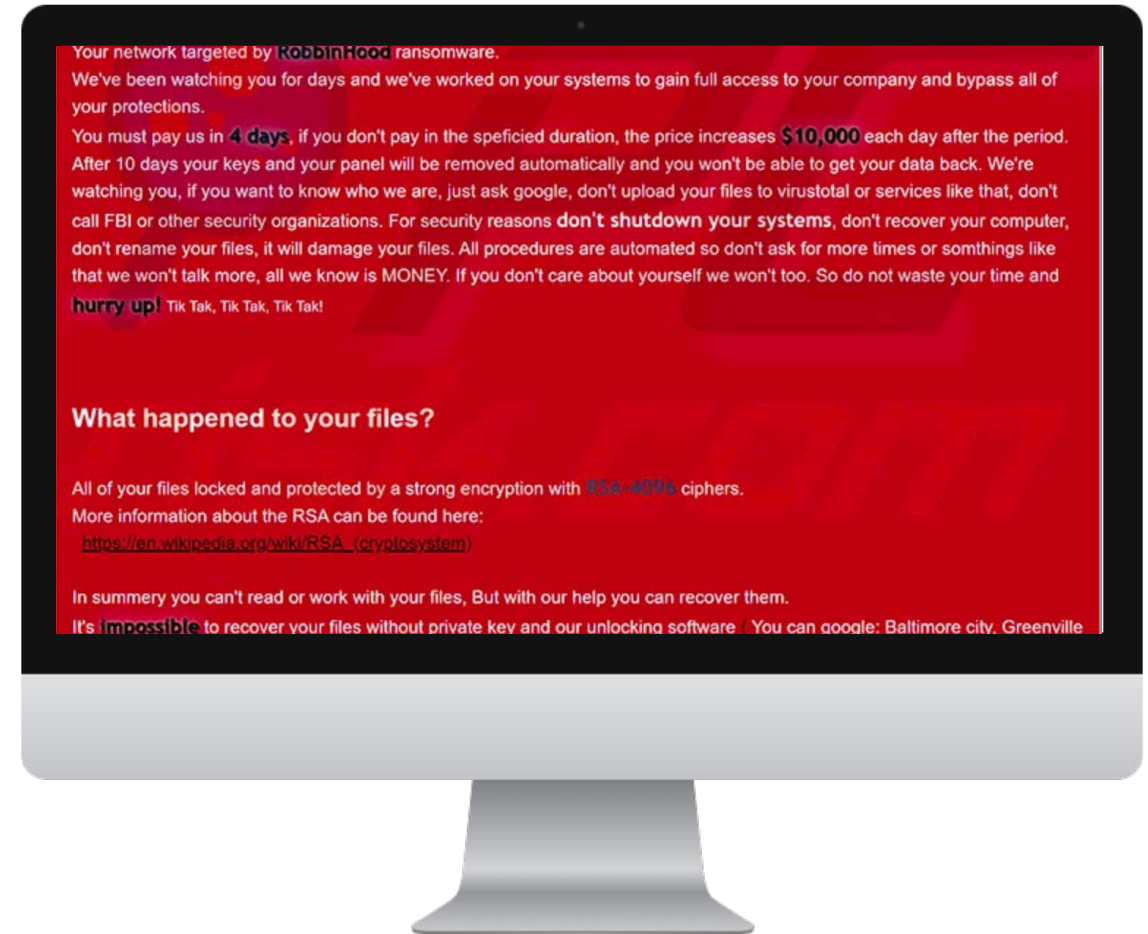 Your network targeted by RobbinHood ransomware.
We've been watching you for days and we've worked on your systems to gain full access to your company and bypass all of
your protections.
You must pay us in 4 days, if you don't pay in the speficied duration, the price increases $10,000 each day after the period.
After 10 days your keys and your panel will be removed automatically and you won't be able to get your data back. We're
watching you, if you want to know who we are, just ask google, don't upload your files to virustotal or services like that, don't
call FBI or other security organizations. For security reasons don't shutdown your systems, don't recover your computer,
don't rename your files, it will damage your files. All procedures are automated so don't ask for more times or somthings like
that we won't talk more, all we know is MONEY. If you don't care about yourself we won't too. So do not waste your time and
hurry up! Tik Tak, Tik Tak, Tik Tak!
What happened to your files?
All of your files locked and protected by a strong encryption with RSA-4096 ciphers.
More information about the RSA can be found here:
https://en.wikipedia.org/wiki/RSA_(cryptosystem)
In summery you can't read or work with your files, But with our help you can recover them.
It's impossible to recover your files without private key and our unlocking software ( You can google: Baltimore city, Greenville